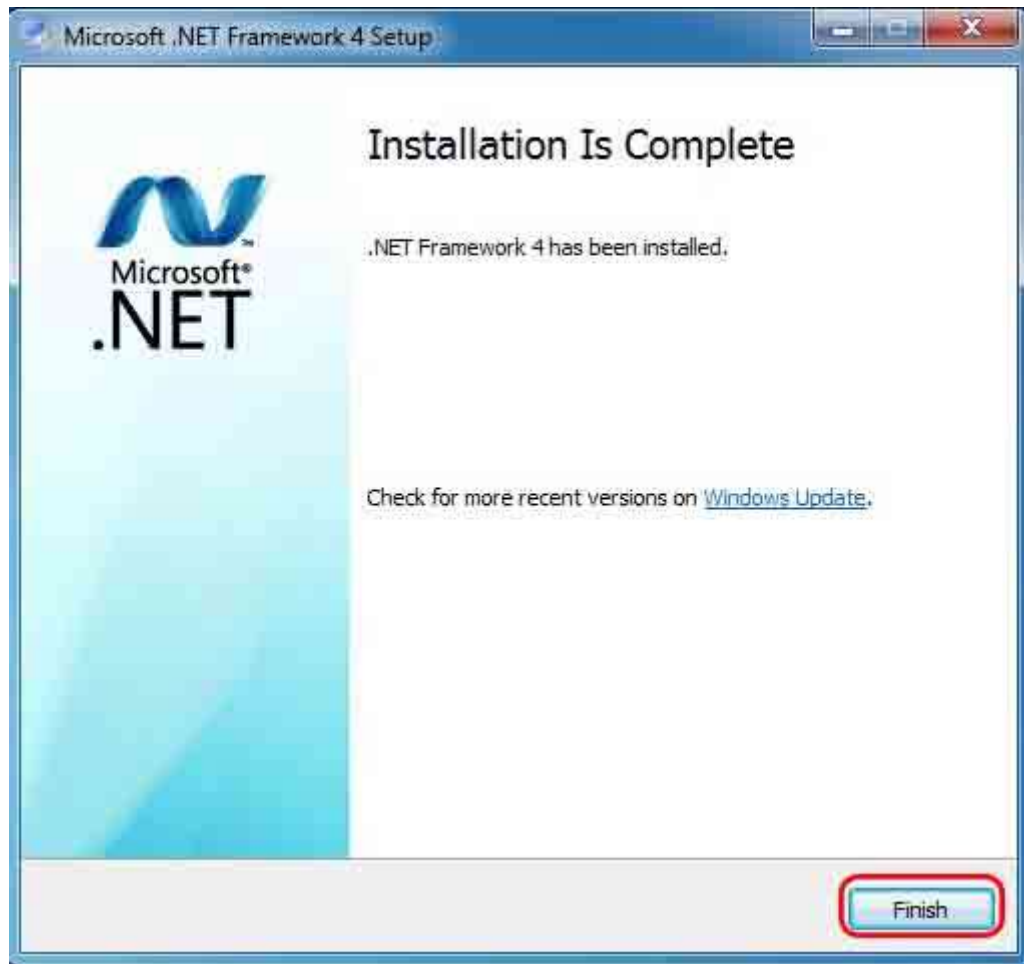 Microsoft .NET Framework 4 Setup
Installation Is Complete
Microsoft®
.NET™
.NET Framework 4 has been installed.
Check for more recent versions on Windows Update.
Finish